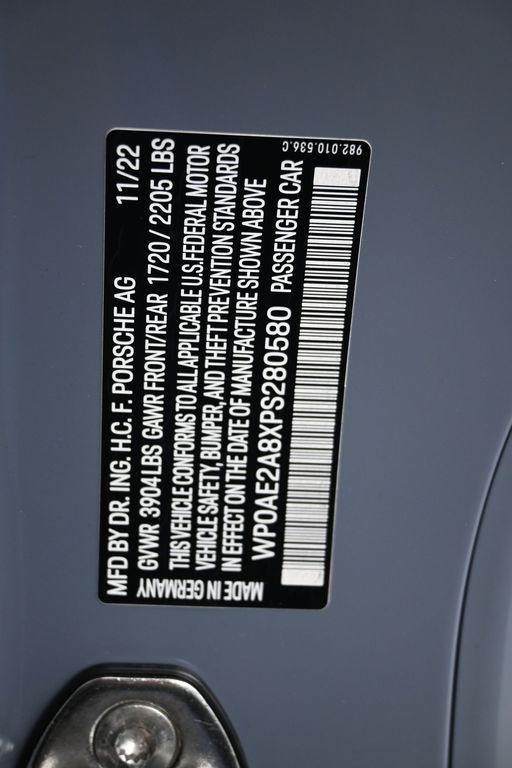 MFD BY DR. ING. H.C. F. PORSCHE AG 11/22
GVWR 3904 LBS GAWR FRONT/REAR 1720 / 2205 LBS
THIS VEHICLE CONFORMS TO ALL APPLICABLE U.S. FEDERAL MOTOR
VEHICLE SAFETY, BUMPER, AND THEFT PREVENTION STANDARDS
IN EFFECT ON THE DATE OF MANUFACTURE SHOWN ABOVE
WP0AE2A8XPS280580 PASSENGER CAR
MADE IN GERMANY
982.010.536.C